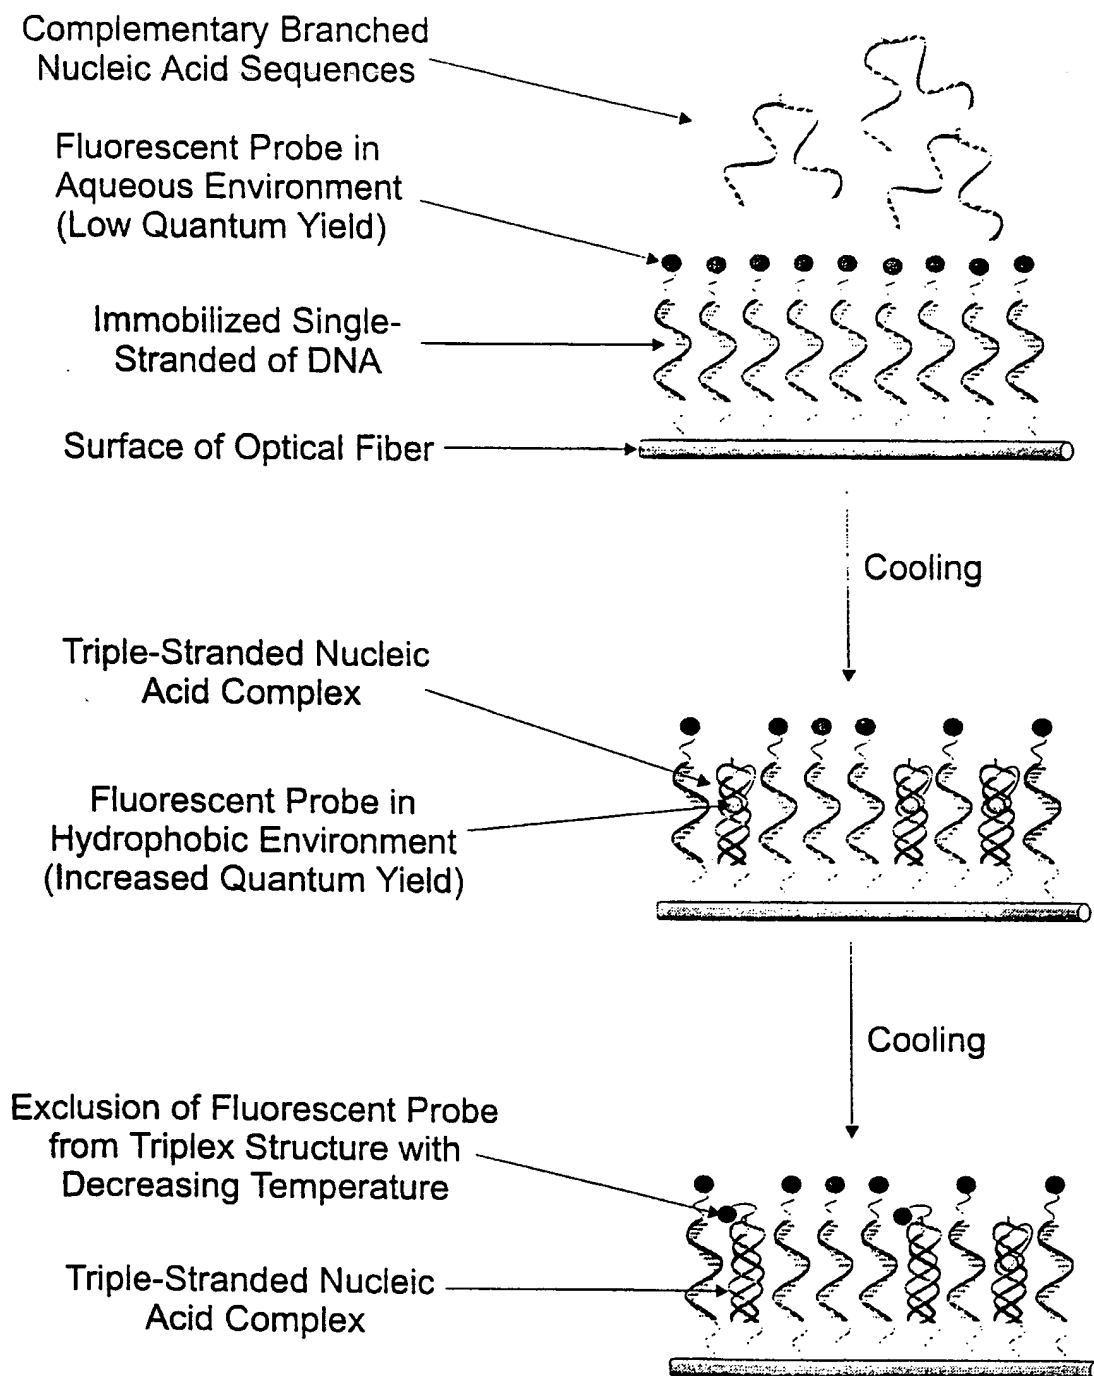 Complementary Branched
Nucleic Acid Sequences
Fluorescent Probe in
Aqueous Environment
(Low Quantum Yield)
Immobilized Single-
Stranded of DNA
Surface of Optical Fiber
Cooling
Triple-Stranded Nucleic
Acid Complex
Fluorescent Probe in
Hydrophobic Environment
(Increased Quantum Yield)
Cooling
Exclusion of Fluorescent Probe
from Triplex Structure with
Decreasing Temperature
Triple-Stranded Nucleic
Acid Complex